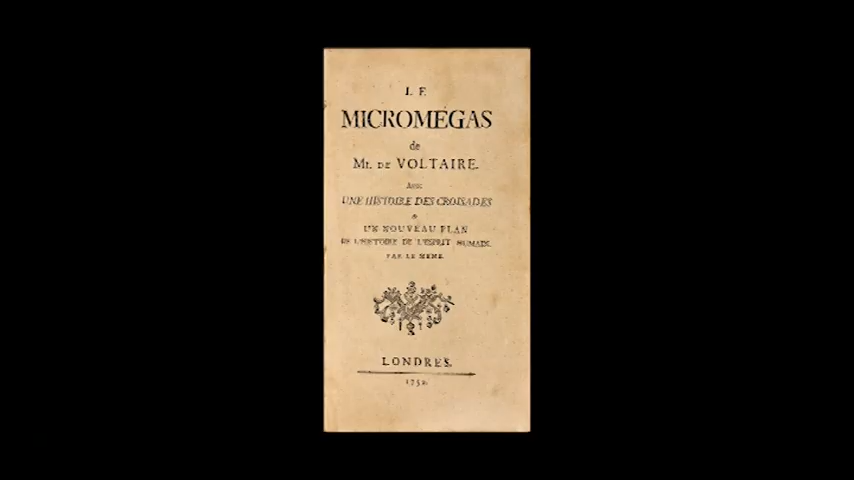 LE
MICROMÉGAS
de
Mr. DE VOLTAIRE.
Avec
UNE HISTOIRE DES CROISADES
&
UN NOUVEAU PLAN
DE L'HISTOIRE DE L'ESPRIT HUMAIN.
PAR LE MEME.
LONDRES.
1752.